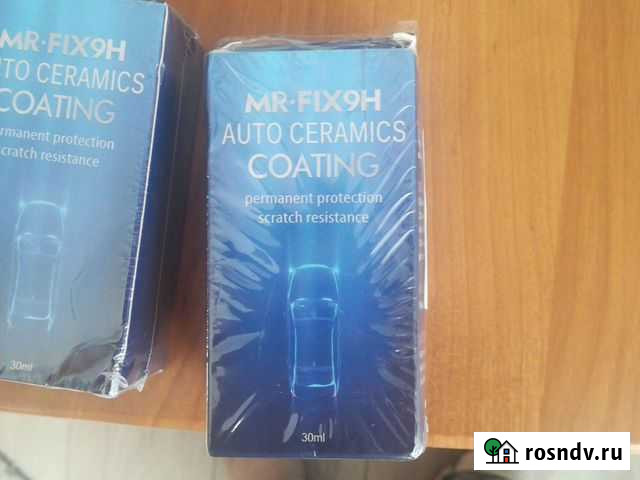 MR·FIX9H
AUTO CERAMICS
COATING
permanent protection
scratch resistance
30ml
MR·FIX9H
AUTO CERAMICS
COATING
permanent protection
scratch resistance
30ml
rosndv.ru